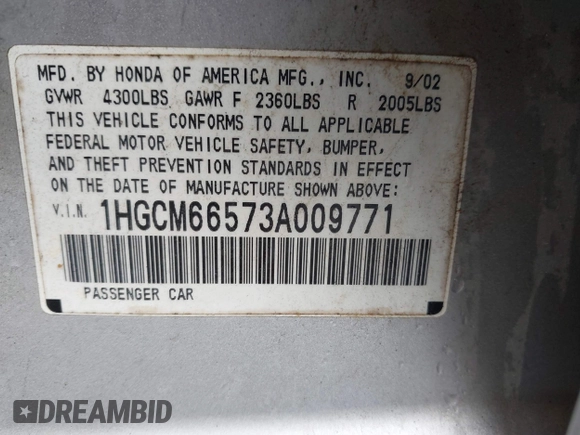 MFD. BY HONDA OF AMERICA MFG., INC. 9/02
GVWR 4300LBS GAWR F 2360LBS R 2005LBS
THIS VEHICLE CONFORMS TO ALL APPLICABLE
FEDERAL MOTOR VEHICLE SAFETY, BUMPER,
AND THEFT PREVENTION STANDARDS IN EFFECT
ON THE DATE OF MANUFACTURE SHOWN ABOVE:
V.I.N. 1HGCM66573A009771
PASSENGER CAR
DREAMBID